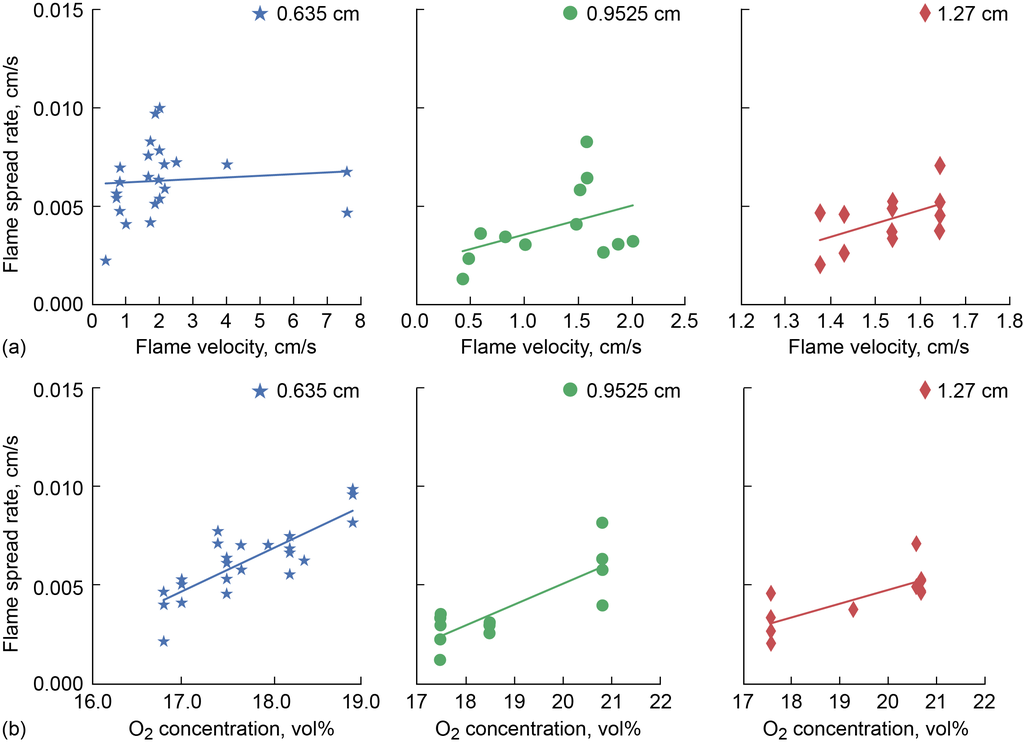 0.015
0.010
0.005
0.000
Flame spread rate, cm/s
0.635 cm
0 1 2 3 4 5 6 7 8
Flame velocity, cm/s
(a)
0.9525 cm
0.0 0.5 1.0 1.5 2.0 2.5
Flame velocity, cm/s
1.27 cm
1.2 1.3 1.4 1.5 1.6 1.7 1.8
Flame velocity, cm/s
0.015
0.010
0.005
0.000
Flame spread rate, cm/s
0.635 cm
16.0 17.0 18.0 19.0
O2 concentration, vol%
(b)
0.9525 cm
17 18 19 20 21 22
O2 concentration, vol%
1.27 cm
17 18 19 20 21 22
O2 concentration, vol%